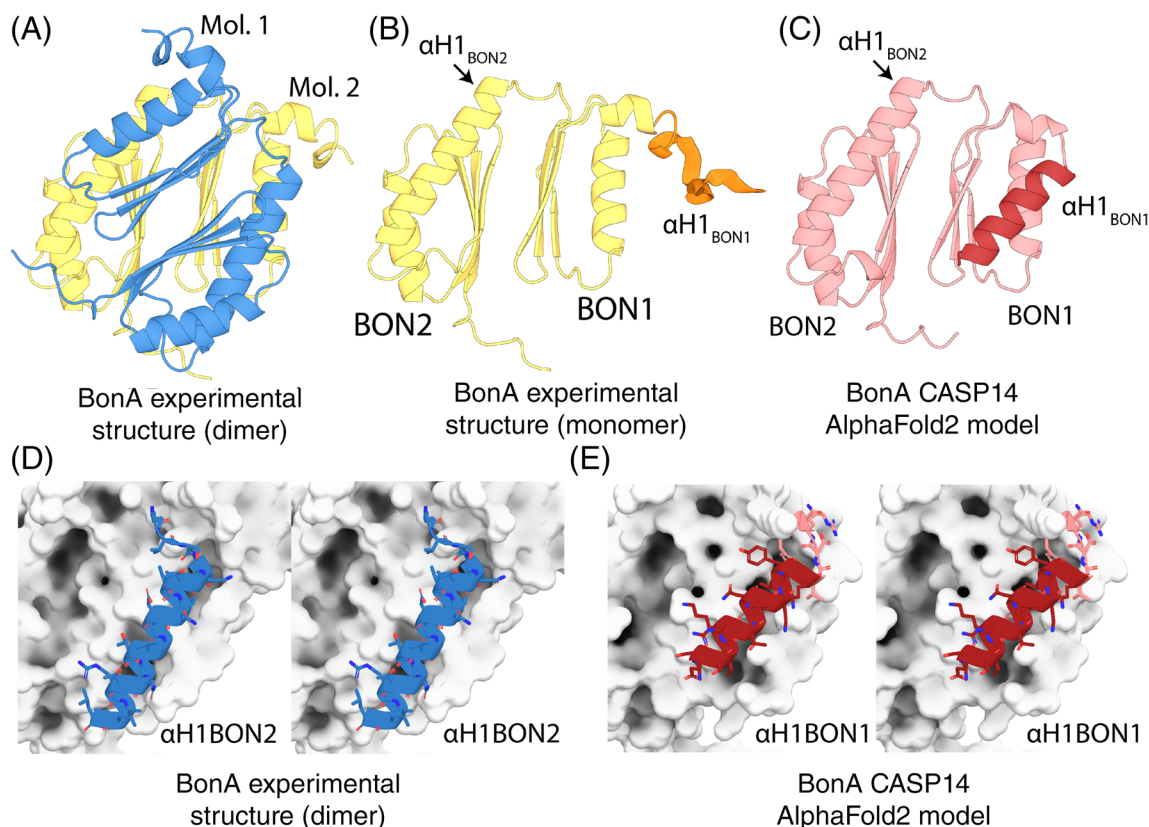 (A)
Mol. 1
Mol. 2
BonA experimental
structure (dimer)
(B)
αH1BON2
αH1BON1
BON2
BON1
BonA experimental
structure (monomer)
(C)
αH1BON2
αH1BON1
BON2
BON1
BonA CASP14
AlphaFold2 model
(D)
αH1BON2
αH1BON2
BonA experimental
structure (dimer)
(E)
αH1BON1
αH1BON1
BonA CASP14
AlphaFold2 model